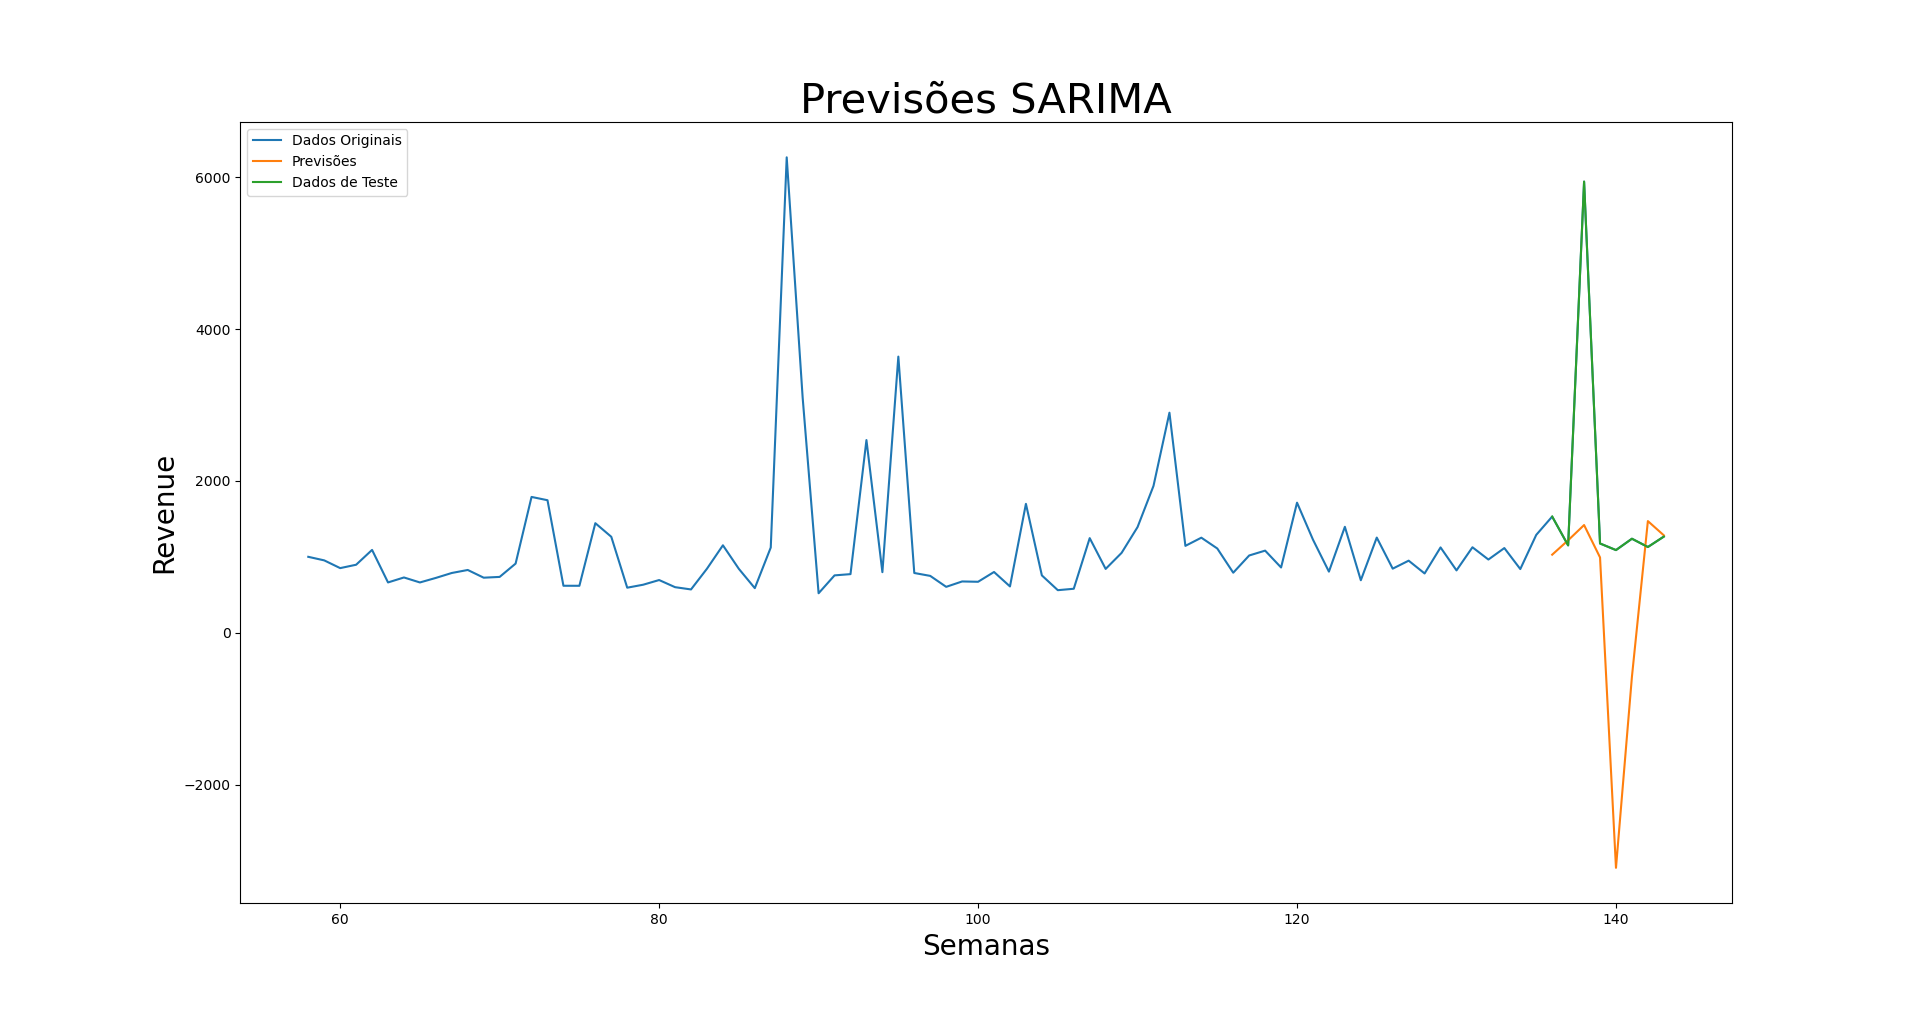 Previsões SARIMA
Dados Originais
Previsões
Dados de Teste
Revenue
6000
4000
2000
0
−2000
60
80
100
120
140
Semanas